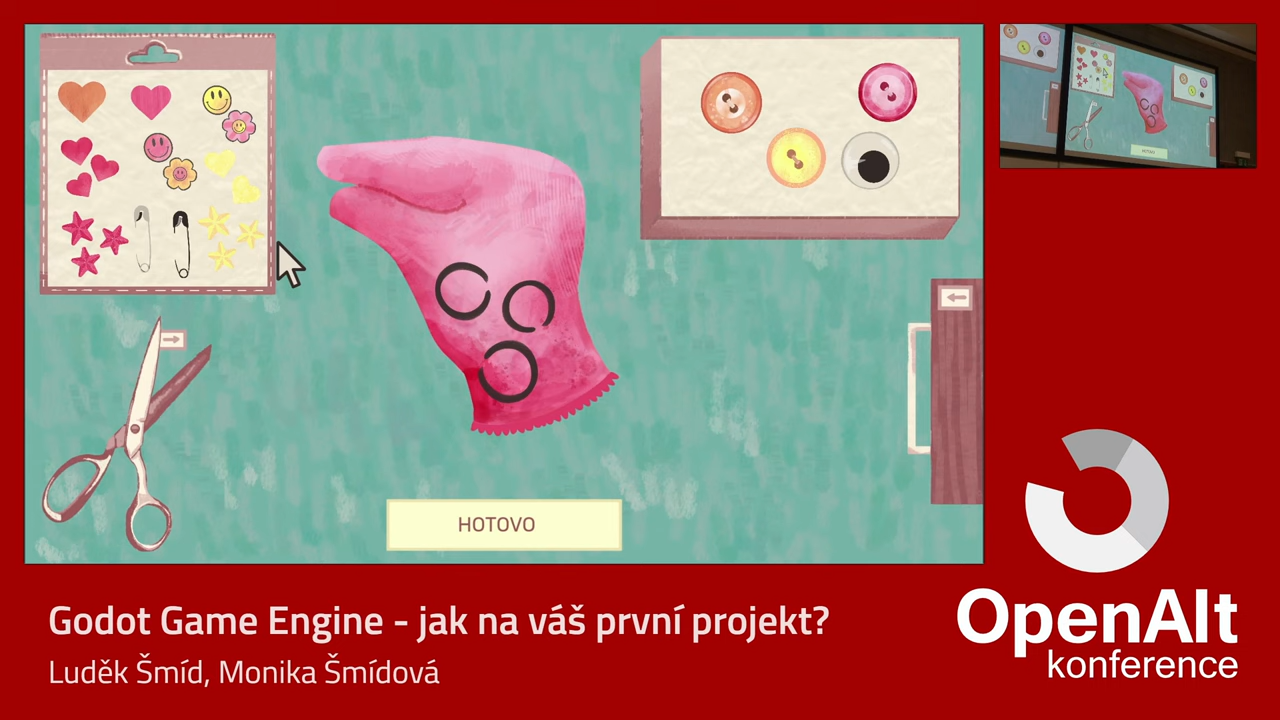 HOTOVO
Godot Game Engine - jak na váš první projekt?
Luděk Šmíd, Monika Šmídová
OpenAlt
konference